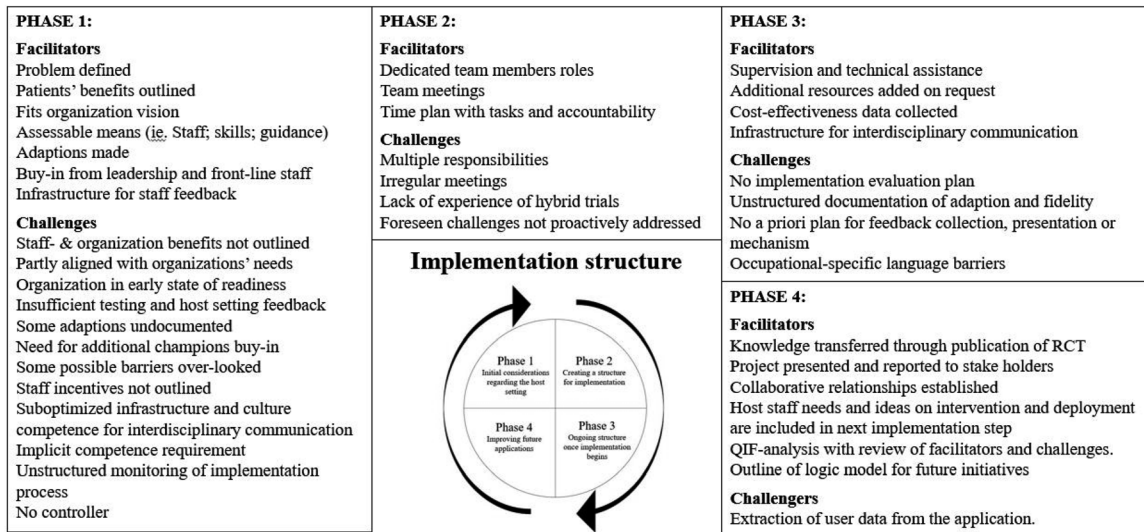 PHASE 1:
Facilitators
Problem defined
Patients' benefits outlined
Fits organization vision
Assessable means (ie. Staff; skills; guidance)
Adaptions made
Buy-in from leadership and front-line staff
Infrastructure for staff feedback
Challenges
Staff- & organization benefits not outlined
Partly aligned with organizations' needs
Organization in early state of readiness
Insufficient testing and host setting feedback
Some adaptions undocumented
Need for additional champions buy-in
Some possible barriers over-looked
Staff incentives not outlined
Suboptimized infrastructure and culture
competence for interdisciplinary communication
Implicit competence requirement
Unstructured monitoring of implementation
process
No controller
PHASE 2:
Facilitators
Dedicated team members roles
Team meetings
Time plan with tasks and accountability
Challenges
Multiple responsibilities
Irregular meetings
Lack of experience of hybrid trials
Foreseen challenges not proactively addressed
Implementation structure
Phase 1
Initial considerations
regarding the host
setting
Phase 2
Creating a structure
for implementation
Phase 4
Improving future
applications
Phase 3
Ongoing structure
once implementation
begins
PHASE 3:
Facilitators
Supervision and technical assistance
Additional resources added on request
Cost-effectiveness data collected
Infrastructure for interdisciplinary communication
Challenges
No implementation evaluation plan
Unstructured documentation of adaption and fidelity
No a priori plan for feedback collection, presentation or
mechanism
Occupational-specific language barriers
PHASE 4:
Facilitators
Knowledge transferred through publication of RCT
Project presented and reported to stake holders
Collaborative relationships established
Host staff needs and ideas on intervention and deployment
are included in next implementation step
QIF-analysis with review of facilitators and challenges.
Outline of logic model for future initiatives
Challengers
Extraction of user data from the application.